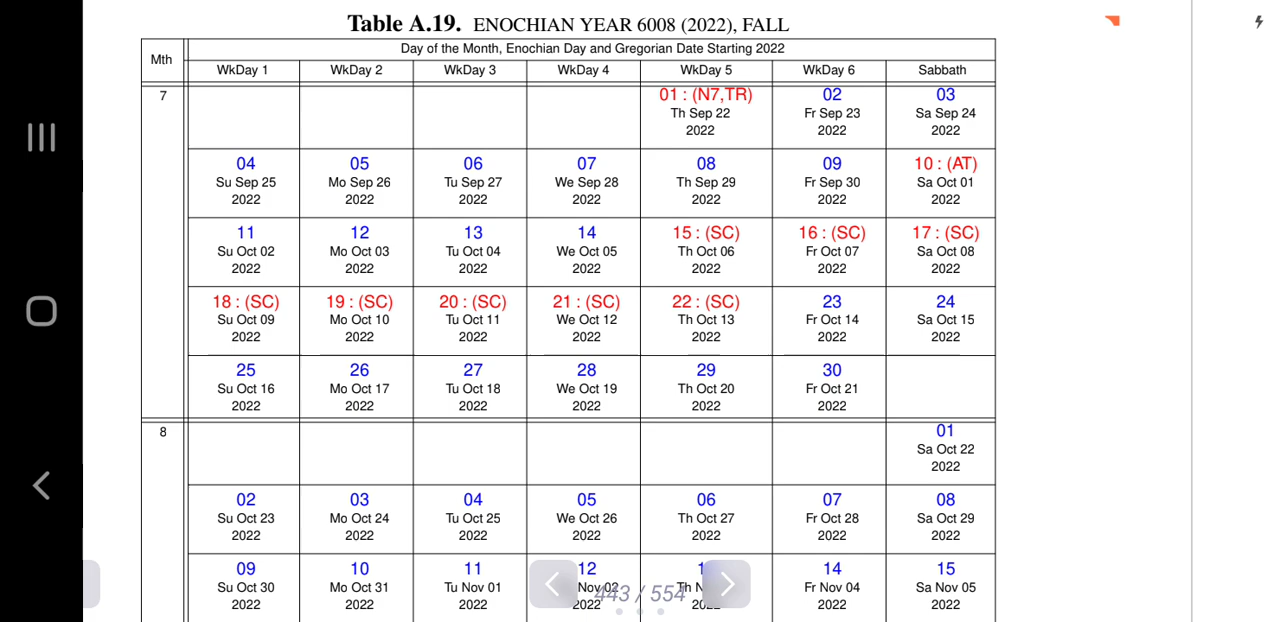 Table A.19. ENOCHIAN YEAR 6008 (2022), FALL
Mth
Day of the Month, Enochian Day and Gregorian Date Starting 2022
WkDay 1 WkDay 2 WkDay 3 WkDay 4 WkDay 5 WkDay 6 Sabbath
7 01 : (N7,TR) 02 03
Th Sep 22 Fr Sep 23 Sa Sep 24
2022 2022 2022
04 05 06 07 08 09 10 : (AT)
Su Sep 25 Mo Sep 26 Tu Sep 27 We Sep 28 Th Sep 29 Fr Sep 30 Sa Oct 01
2022 2022 2022 2022 2022 2022 2022
11 12 13 14 15 : (SC) 16 : (SC) 17 : (SC)
Su Oct 02 Mo Oct 03 Tu Oct 04 We Oct 05 Th Oct 06 Fr Oct 07 Sa Oct 08
2022 2022 2022 2022 2022 2022 2022
18 : (SC) 19 : (SC) 20 : (SC) 21 : (SC) 22 : (SC) 23 24
Su Oct 09 Mo Oct 10 Tu Oct 11 We Oct 12 Th Oct 13 Fr Oct 14 Sa Oct 15
2022 2022 2022 2022 2022 2022 2022
25 26 27 28 29 30
Su Oct 16 Mo Oct 17 Tu Oct 18 We Oct 19 Th Oct 20 Fr Oct 21
2022 2022 2022 2022 2022 2022
8 01
Sa Oct 22
2022
02 03 04 05 06 07 08
Su Oct 23 Mo Oct 24 Tu Oct 25 We Oct 26 Th Oct 27 Fr Oct 28 Sa Oct 29
2022 2022 2022 2022 2022 2022 2022
09 10 11 12 14 15
Su Oct 30 Mo Oct 31 Tu Nov 01 Nov 02 Th Fr Nov 04 Sa Nov 05
2022 2022 2022 2022 2022 2022
443 / 554